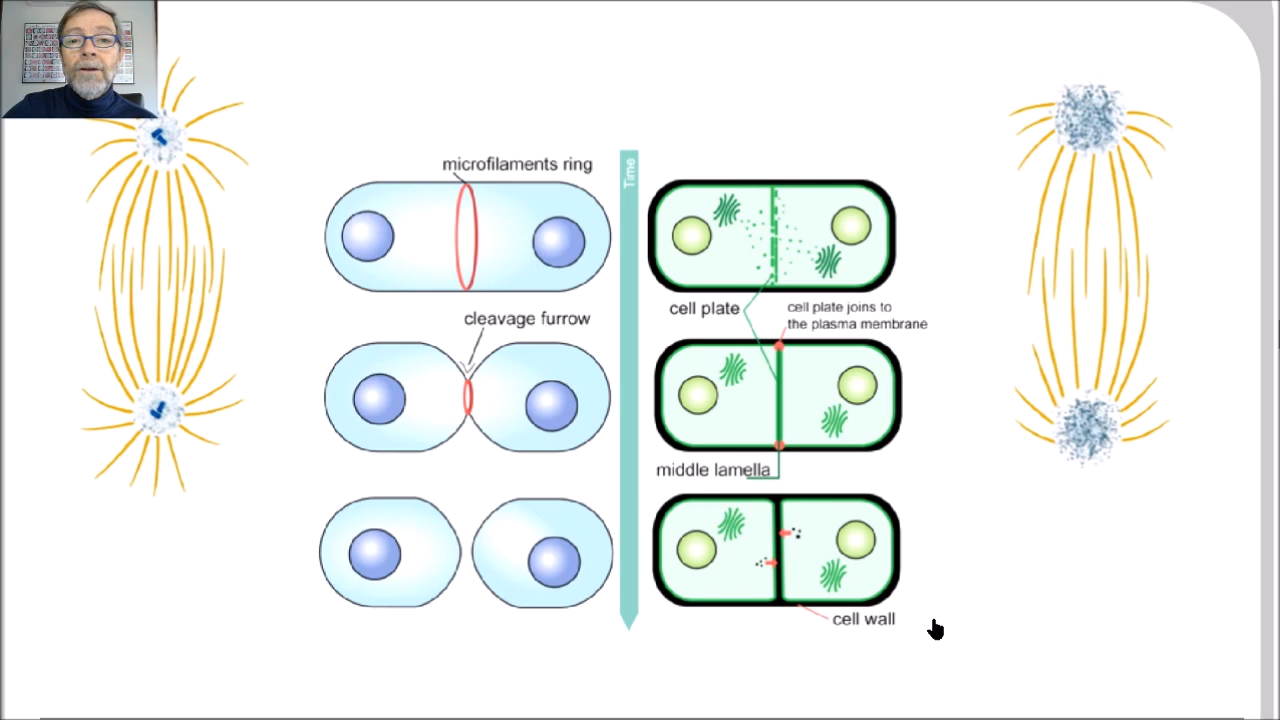 microfilaments ring
Time
cleavage furrow
cell plate
cell plate joins to
the plasma membrane
middle lamella
cell wall